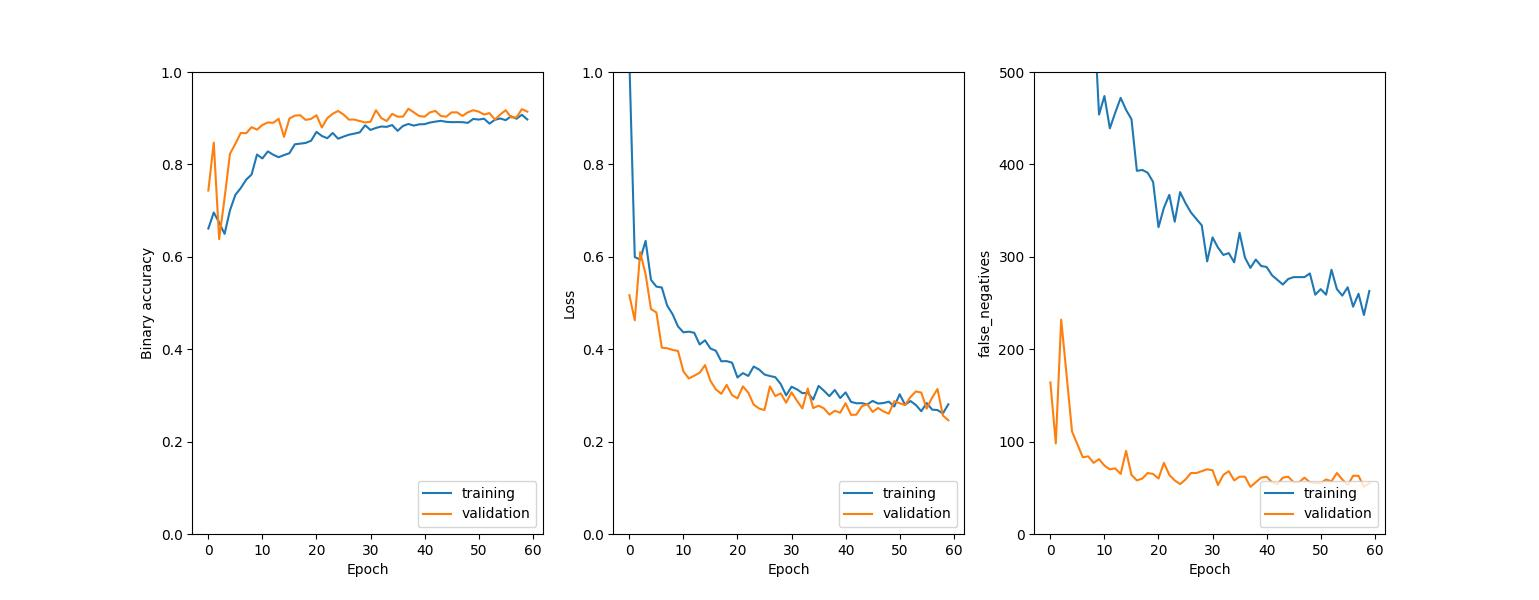 1.0
0.8
0.6
0.4
0.2
0.0
Binary accuracy
0 10 20 30 40 50 60
Epoch
training
validation
1.0
0.8
0.6
0.4
0.2
0.0
Loss
0 10 20 30 40 50 60
Epoch
training
validation
500
400
300
200
100
0
false_negatives
0 10 20 30 40 50 60
Epoch
training
validation